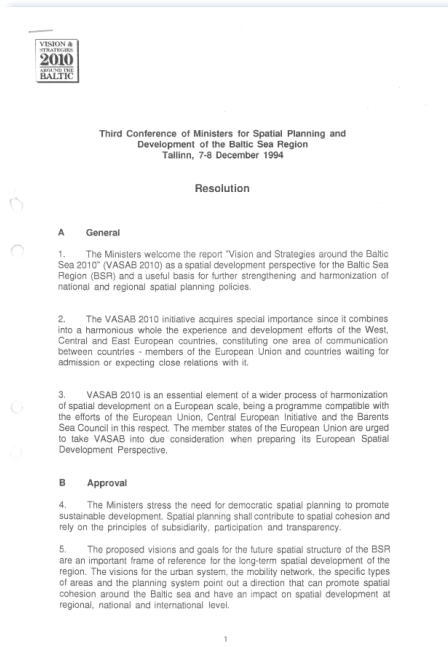 VISION &
STRATEGIES
2010
AROUND THE
BALTIC
Third Conference of Ministers for Spatial Planning and
Development of the Baltic Sea Region
Tallinn, 7-8 December 1994
Resolution
A General
1. The Ministers welcome the report "Vision and Strategies around the Baltic
Sea 2010" (VASAB 2010) as a spatial development perspective for the Baltic Sea
Region (BSR) and a useful basis for further strengthening and harmonization of
national and regional spatial planning policies.
2. The VASAB 2010 initiative acquires special importance since it combines
into a harmonious whole the experience and development efforts of the West,
Central and East European countries, constituting one area of communication
between countries - members of the European Union and countries waiting for
admission or expecting close relations with it.
3. VASAB 2010 is an essential element of a wider process of harmonization
of spatial development on a European scale, being a programme compatible with
the efforts of the European Union, Central European Initiative and the Barents
Sea Council in this respect. The member states of the European Union are urged
to take VASAB into due consideration when preparing its European Spatial
Development Perspective.
B Approval
4. The Ministers stress the need for democratic spatial planning to promote
sustainable development. Spatial planning shall contribute to spatial cohesion and
rely on the principles of subsidiarity, participation and transparency.
5. The proposed visions and goals for the future spatial structure of the BSR
are an important frame of reference for the long-term spatial development of the
region. The visions for the urban system, the mobility network, the specific types
of areas and the planning system point out a direction that can promote spatial
cohesion around the Baltic sea and have an impact on spatial development at
regional, national and international level.
1